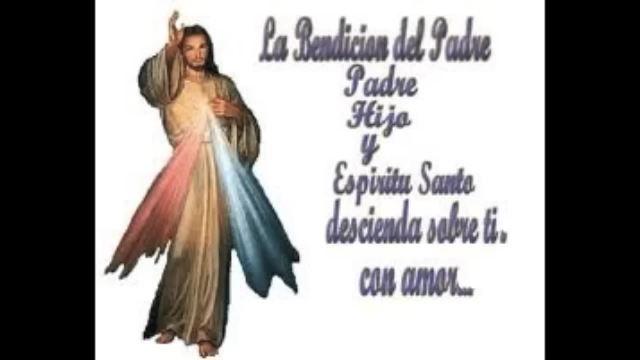 La Bendicion del Padre
Padre
Hijo
y
Espiritu Santo
descienda sobre ti.
con amor...